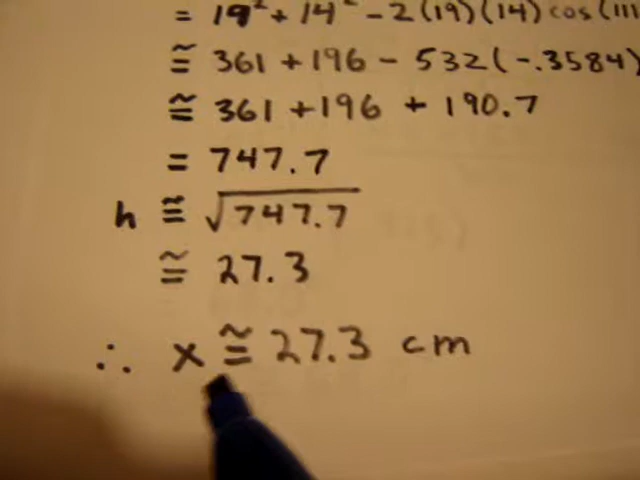 = 19² + 14² - 2(19)(14) cos(111
≅ 361 + 196 - 532(-.3584)
≅ 361 + 196 + 190.7
= 747.7
h ≅ √747.7
≅ 27.3
∴ x ≅ 27.3 cm